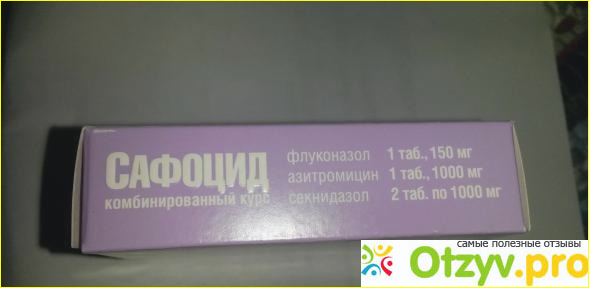 САФОЦИД
комбинированный курс
флуконазол 1 таб., 150 мг
азитромицин 1 таб., 1000 мг
секнидазол 2 таб. по 1000 мг
самые полезные отзывы
Otzyv.pro